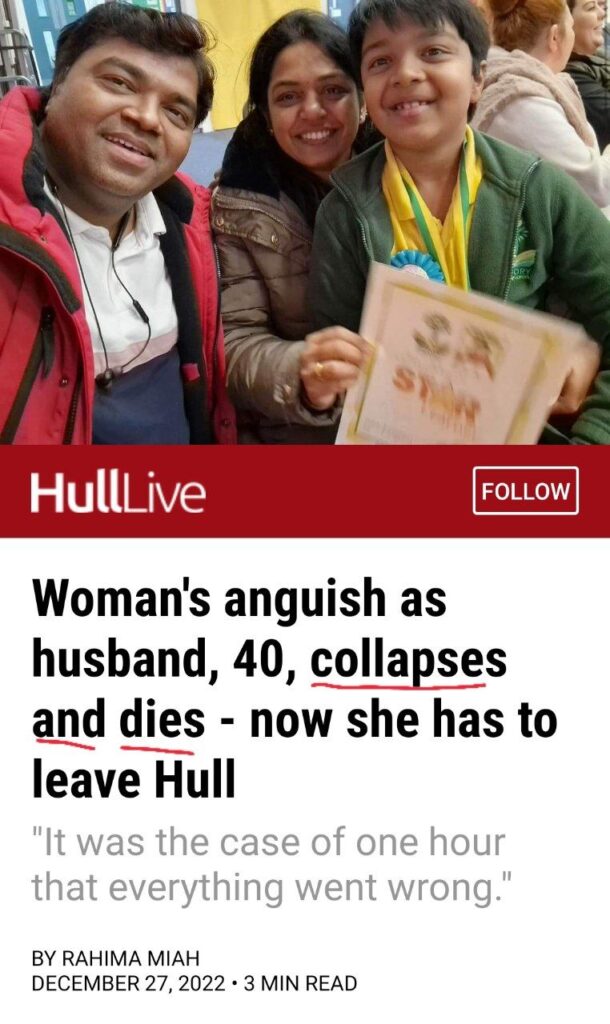 STAR
HullLive
FOLLOW
Woman's anguish as
husband, 40, collapses
and dies - now she has to
leave Hull
"It was the case of one hour
that everything went wrong."
BY RAHIMA MIAH
DECEMBER 27, 2022 • 3 MIN READ